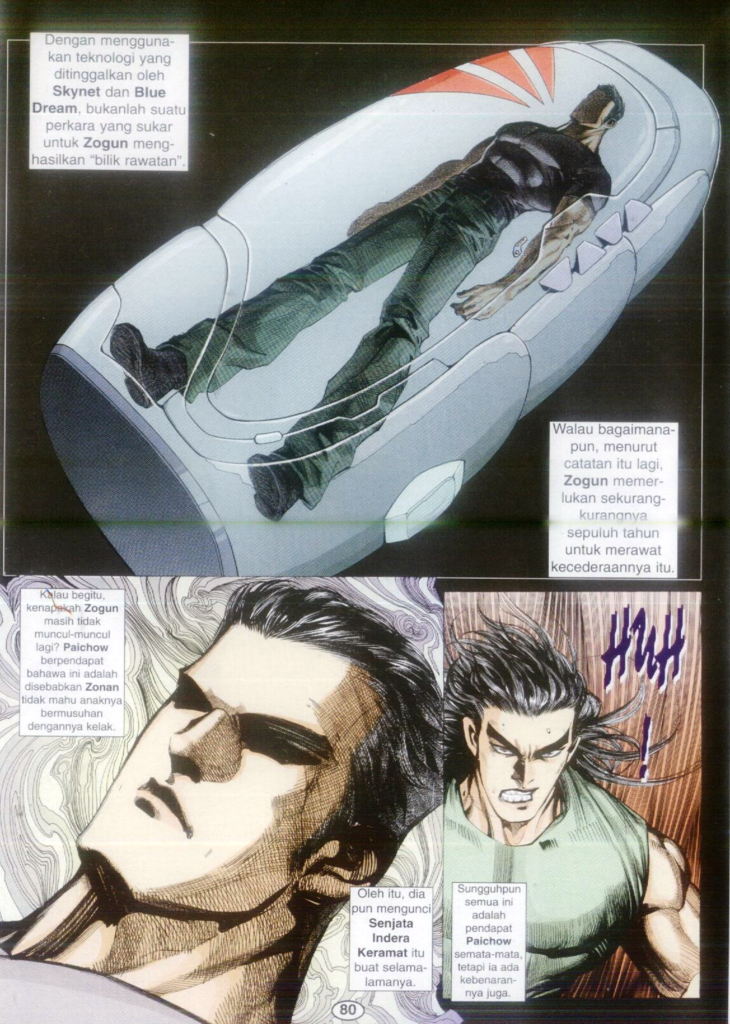 Dengan mengguna-
kan teknologi yang
ditinggalkan oleh
Skynet dan Blue
Dream, bukanlah suatu
perkara yang sukar
untuk Zogun meng-
hasilkan "bilik rawatan".
Walau bagaimana-
pun, menurut
catatan itu lagi,
Zogun memer-
lukan sekurang-
kurangnya
sepuluh tahun
untuk merawat
kecederaannya itu.
Kalau begitu,
kenapakah Zogun
masih tidak
muncul-muncul
lagi? Paichow
berpendapat
bahawa ini adalah
disebabkan Zonan
tidak mahu anaknya
bermusuhan
dengannya kelak.
HUH
!
Oleh itu, dia
pun mengunci
Senjata
Indera
Keramat itu
buat selama-
lamanya.
Sungguhpun
semua ini
adalah
pendapat
Paichow
semata-mata,
tetapi ia ada
kebenaran-
nya juga.
80